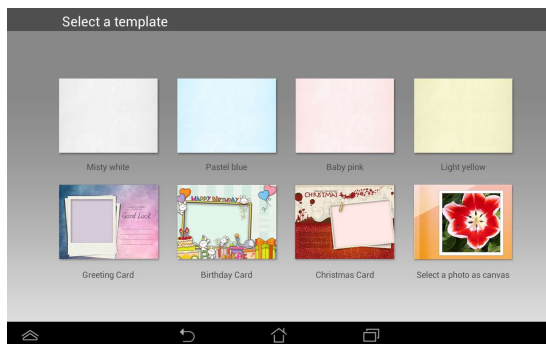 Select a template
Misty white
Pastel blue
Baby pink
Light yellow
Good Luck
HAPPY BIRTHDAY
CHRISTMAS
Greeting Card
Birthday Card
Christmas Card
Select a photo as canvas